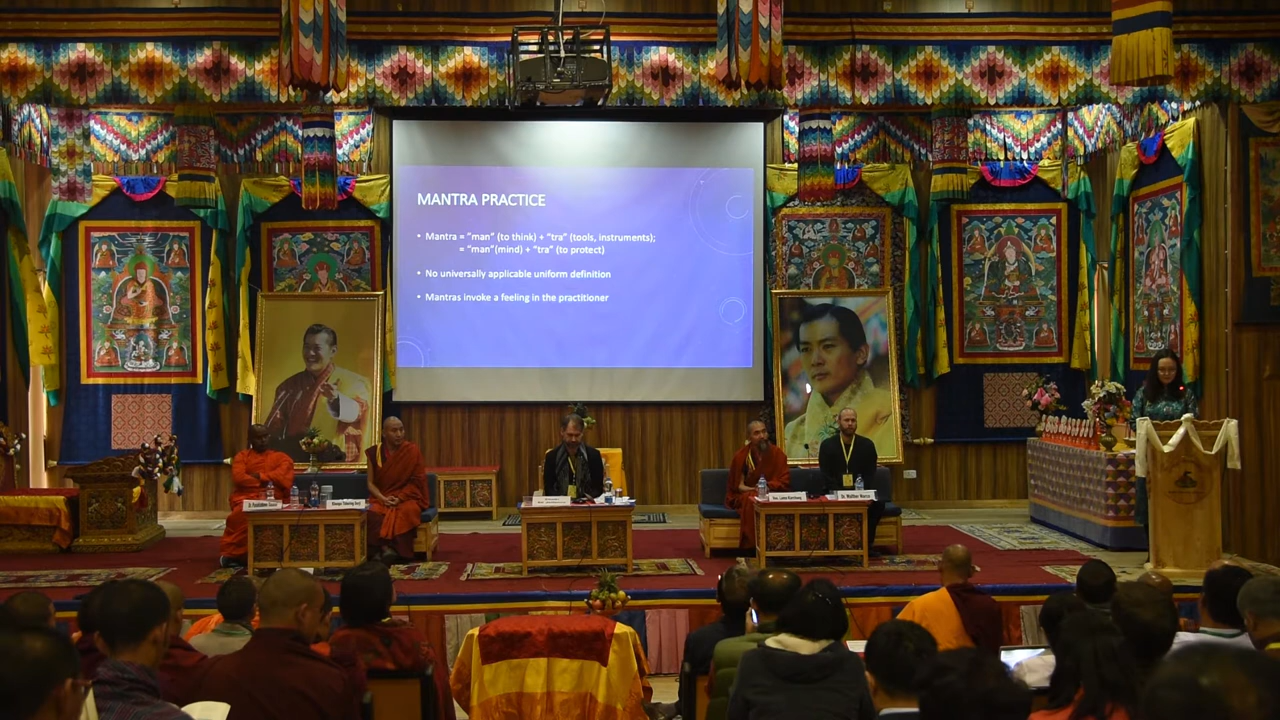 MANTRA PRACTICE
• Mantra = "man" (to think) + "tra" (tools, instruments);
= "man"(mind) + "tra" (to protect)
• No universally applicable uniform definition
• Mantras invoke a feeling in the practitioner